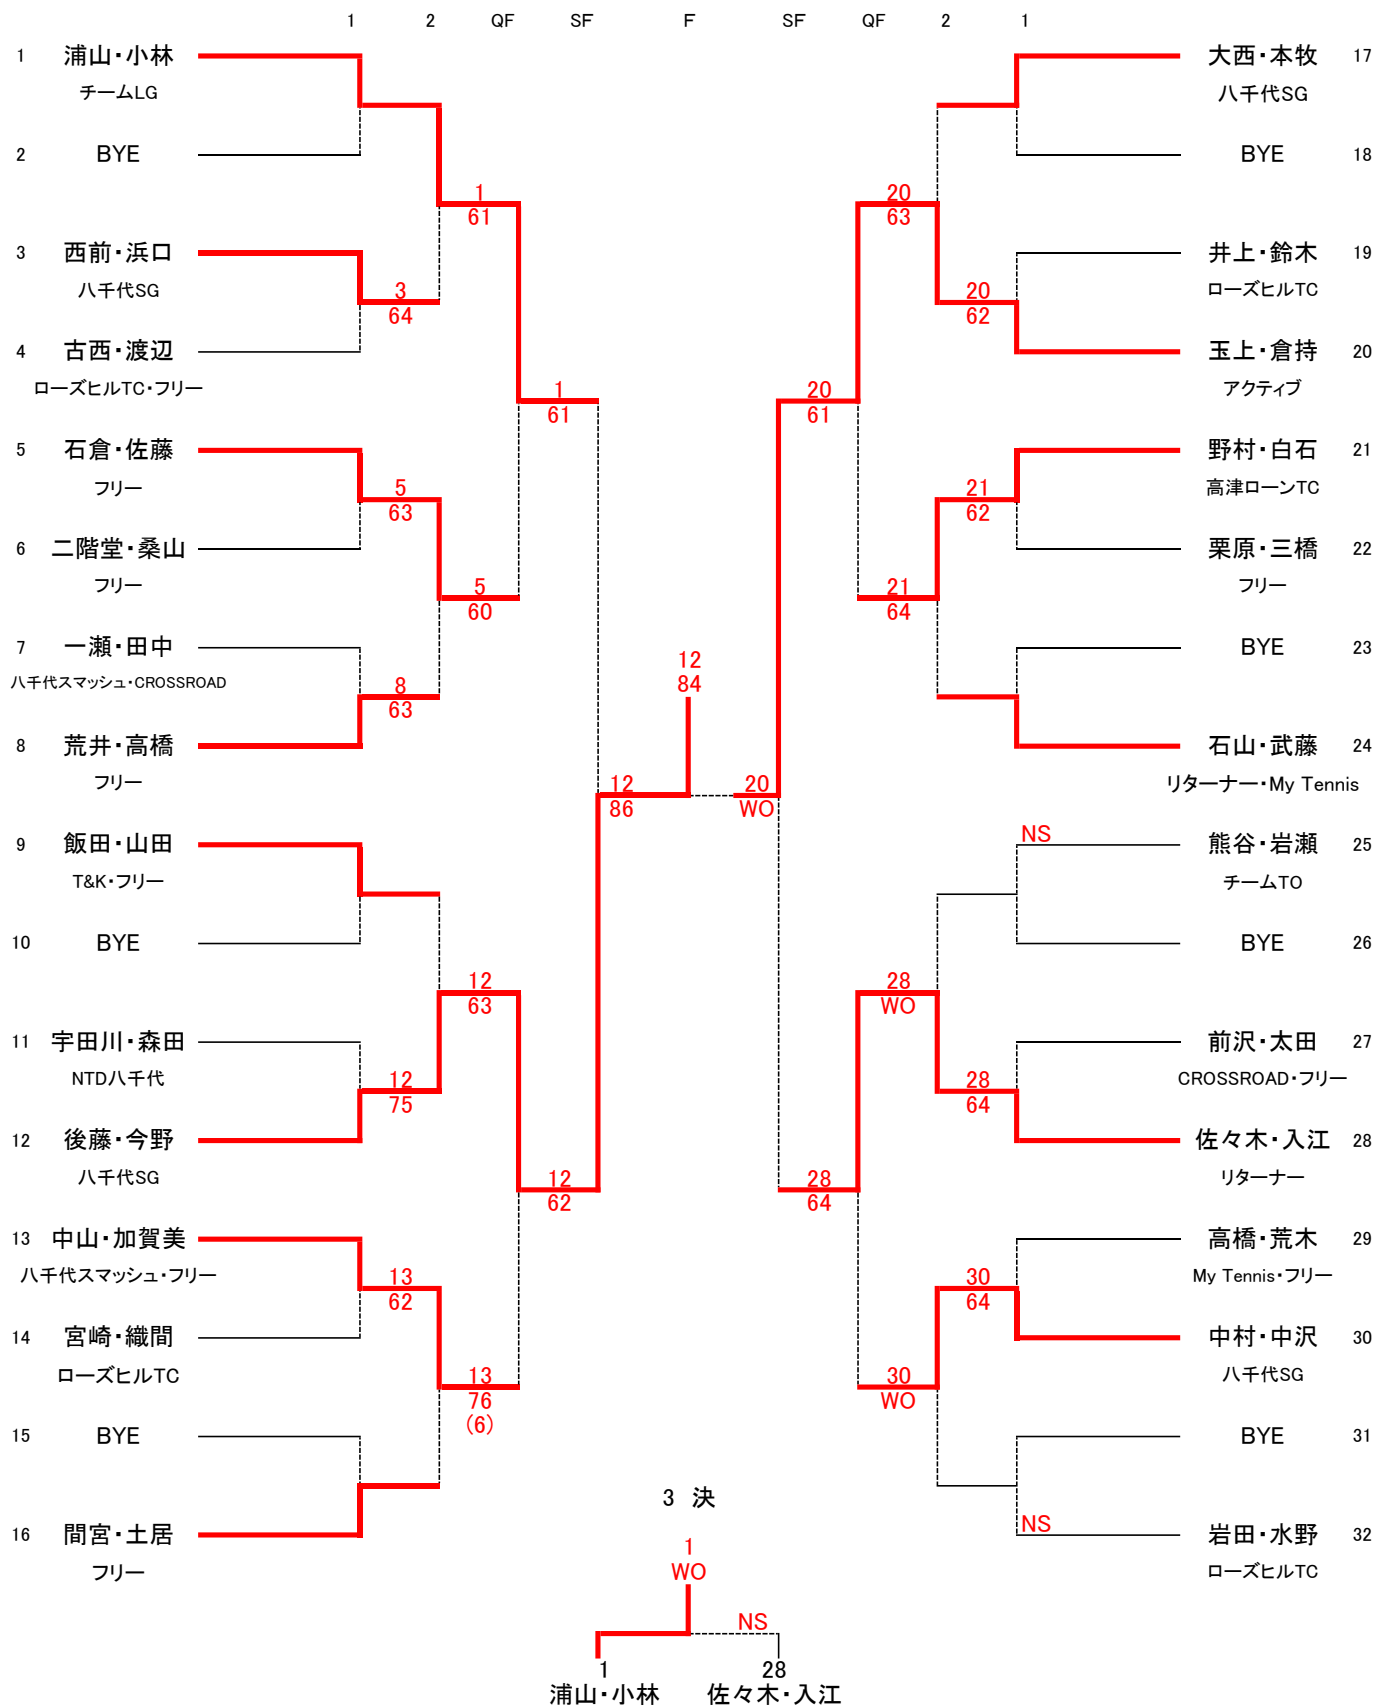 1 2 QF SF F SF QF 2 1
1 浦山・小林
チームLG
2 BYE
1
61
3 西前・浜口
八千代SG
3
64
4 古西・渡辺
ローズヒルTC・フリー
1
61
5 石倉・佐藤
フリー
5
63
6 二階堂・桑山
フリー
5
60
7 一瀬・田中
八千代スマッシュ・CROSSROAD
8
63
8 荒井・高橋
フリー
12
86
9 飯田・山田
T&K・フリー
10 BYE
12
63
11 宇田川・森田
NTD八千代
12
75
12 後藤・今野
八千代SG
12
62
13 中山・加賀美
八千代スマッシュ・フリー
13
62
14 宮崎・織間
ローズヒルTC
13
76
(6)
15 BYE
16 間宮・土居
フリー
12
84
大西・本牧 17
八千代SG
BYE 18
20
63
井上・鈴木 19
ローズヒルTC
20
62
玉上・倉持 20
アクティブ
20
61
野村・白石 21
高津ローンTC
21
62
栗原・三橋 22
フリー
21
64
BYE 23
石山・武藤 24
リターナー・My Tennis
20
WO
NS
熊谷・岩瀬 25
チームTO
BYE 26
28
WO
前沢・太田 27
CROSSROAD・フリー
28
64
佐々木・入江 28
リターナー
28
64
高橋・荒木 29
My Tennis・フリー
30
64
中村・中沢 30
八千代SG
30
WO
BYE 31
NS
岩田・水野 32
ローズヒルTC
3 決
1
WO
NS
1 28
浦山・小林 佐々木・入江